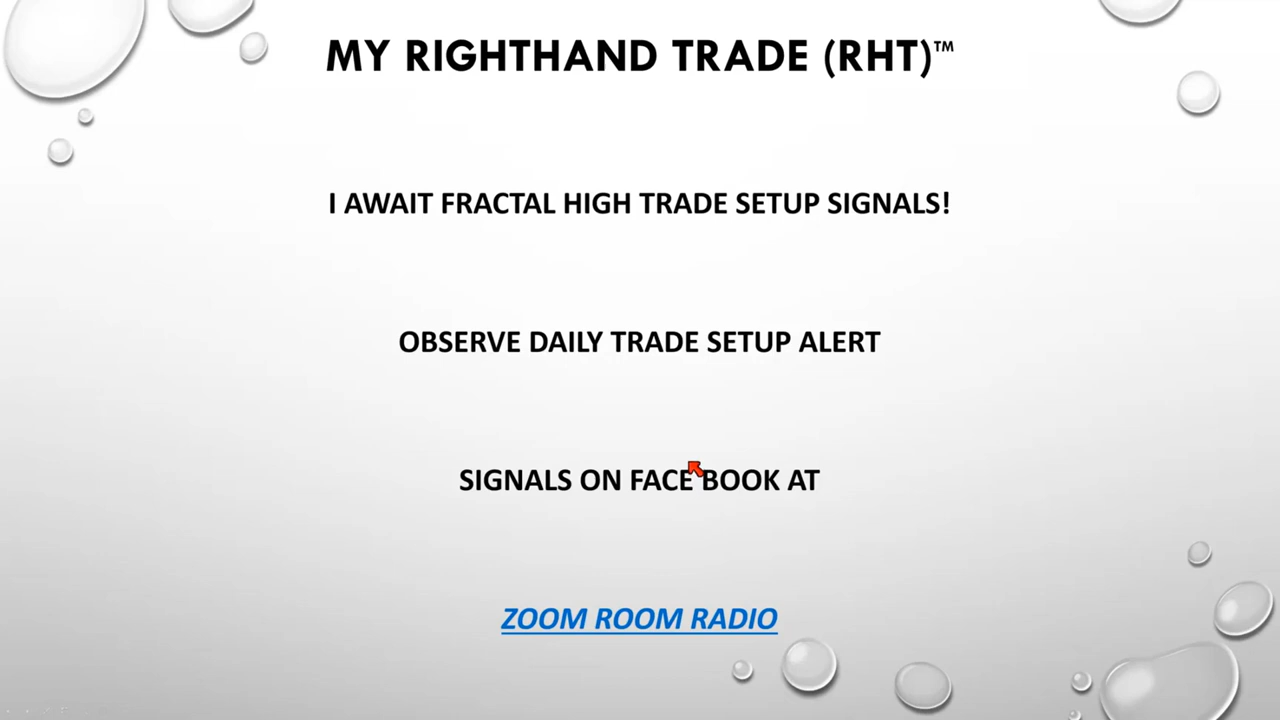 MY RIGHTHAND TRADE (RHT)™
I AWAIT FRACTAL HIGH TRADE SETUP SIGNALS!
OBSERVE DAILY TRADE SETUP ALERT
SIGNALS ON FACE BOOK AT
ZOOM ROOM RADIO